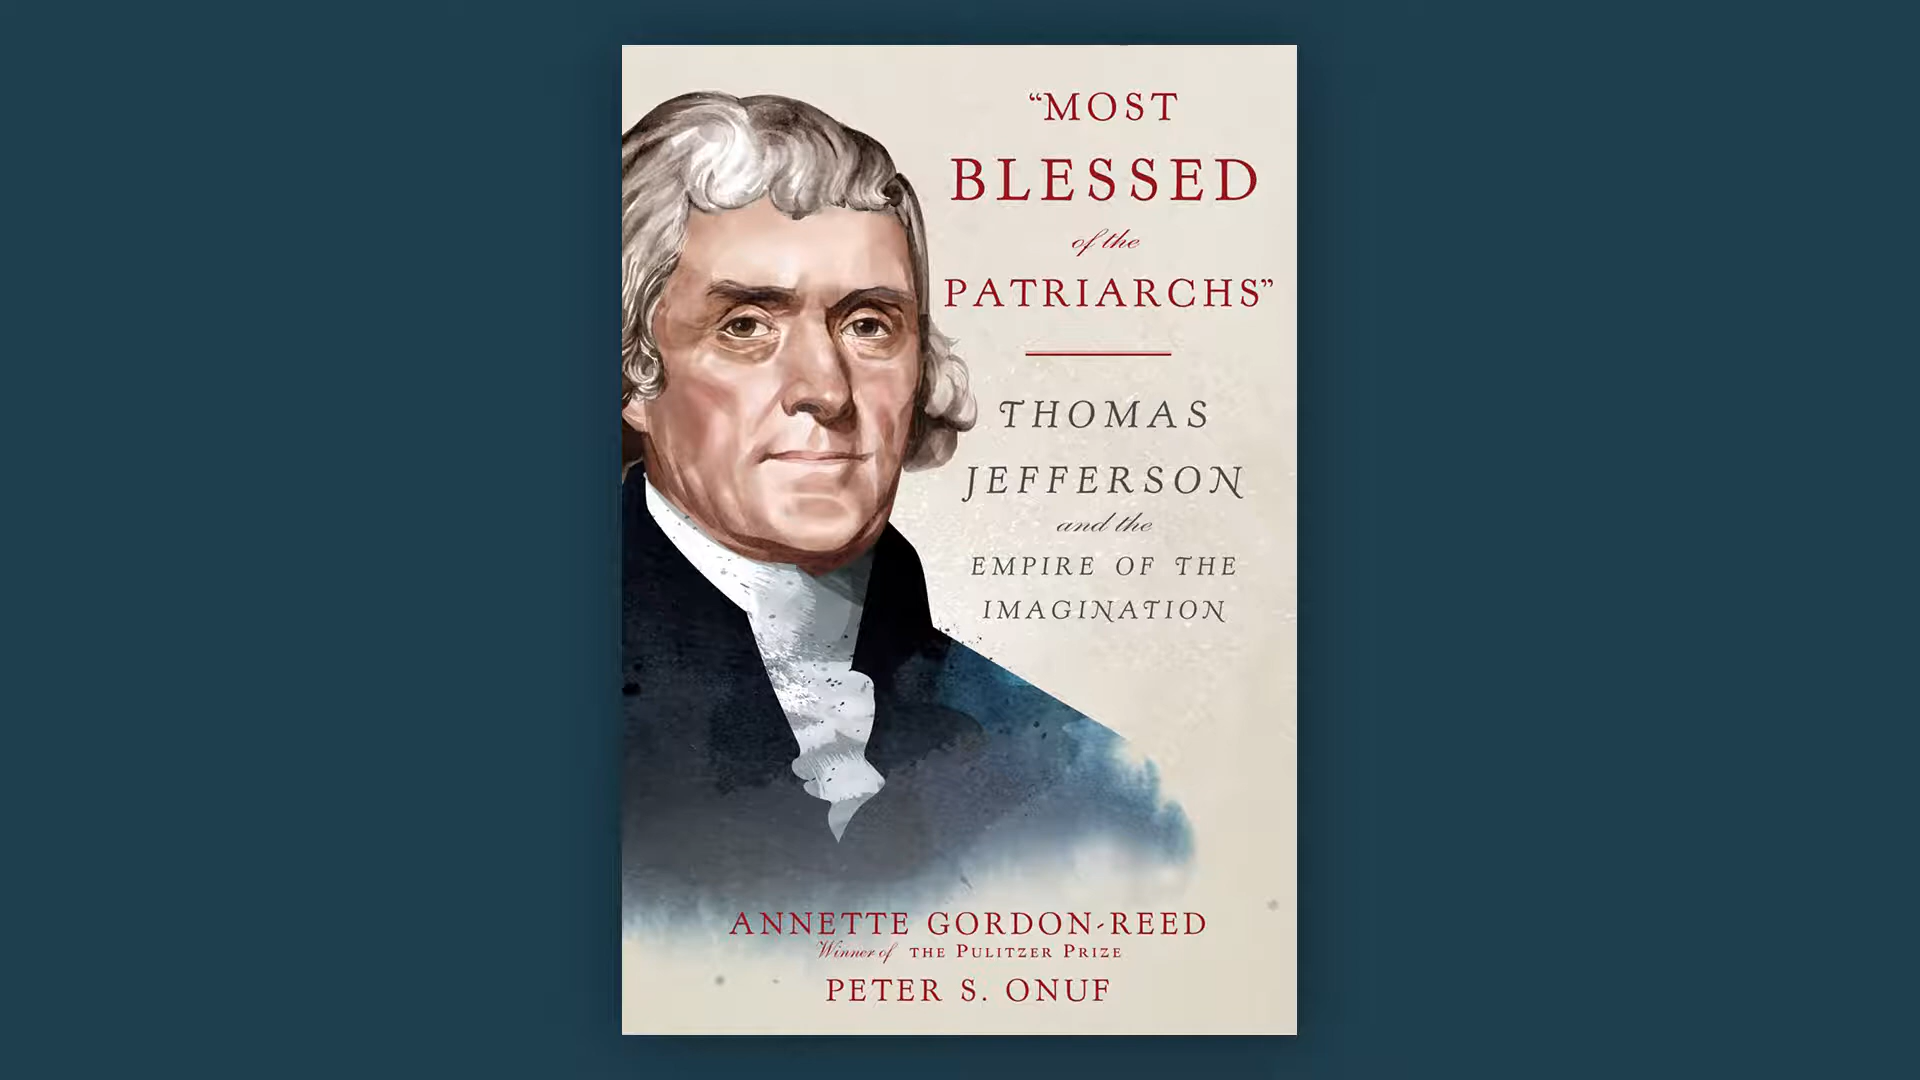 “MOST
BLESSED
of the
PATRIARCHS”
THOMAS
JEFFERSON
and the
EMPIRE OF THE
IMAGINATION
ANNETTE GORDON-REED
Winner of THE PULITZER PRIZE
PETER S. ONUF